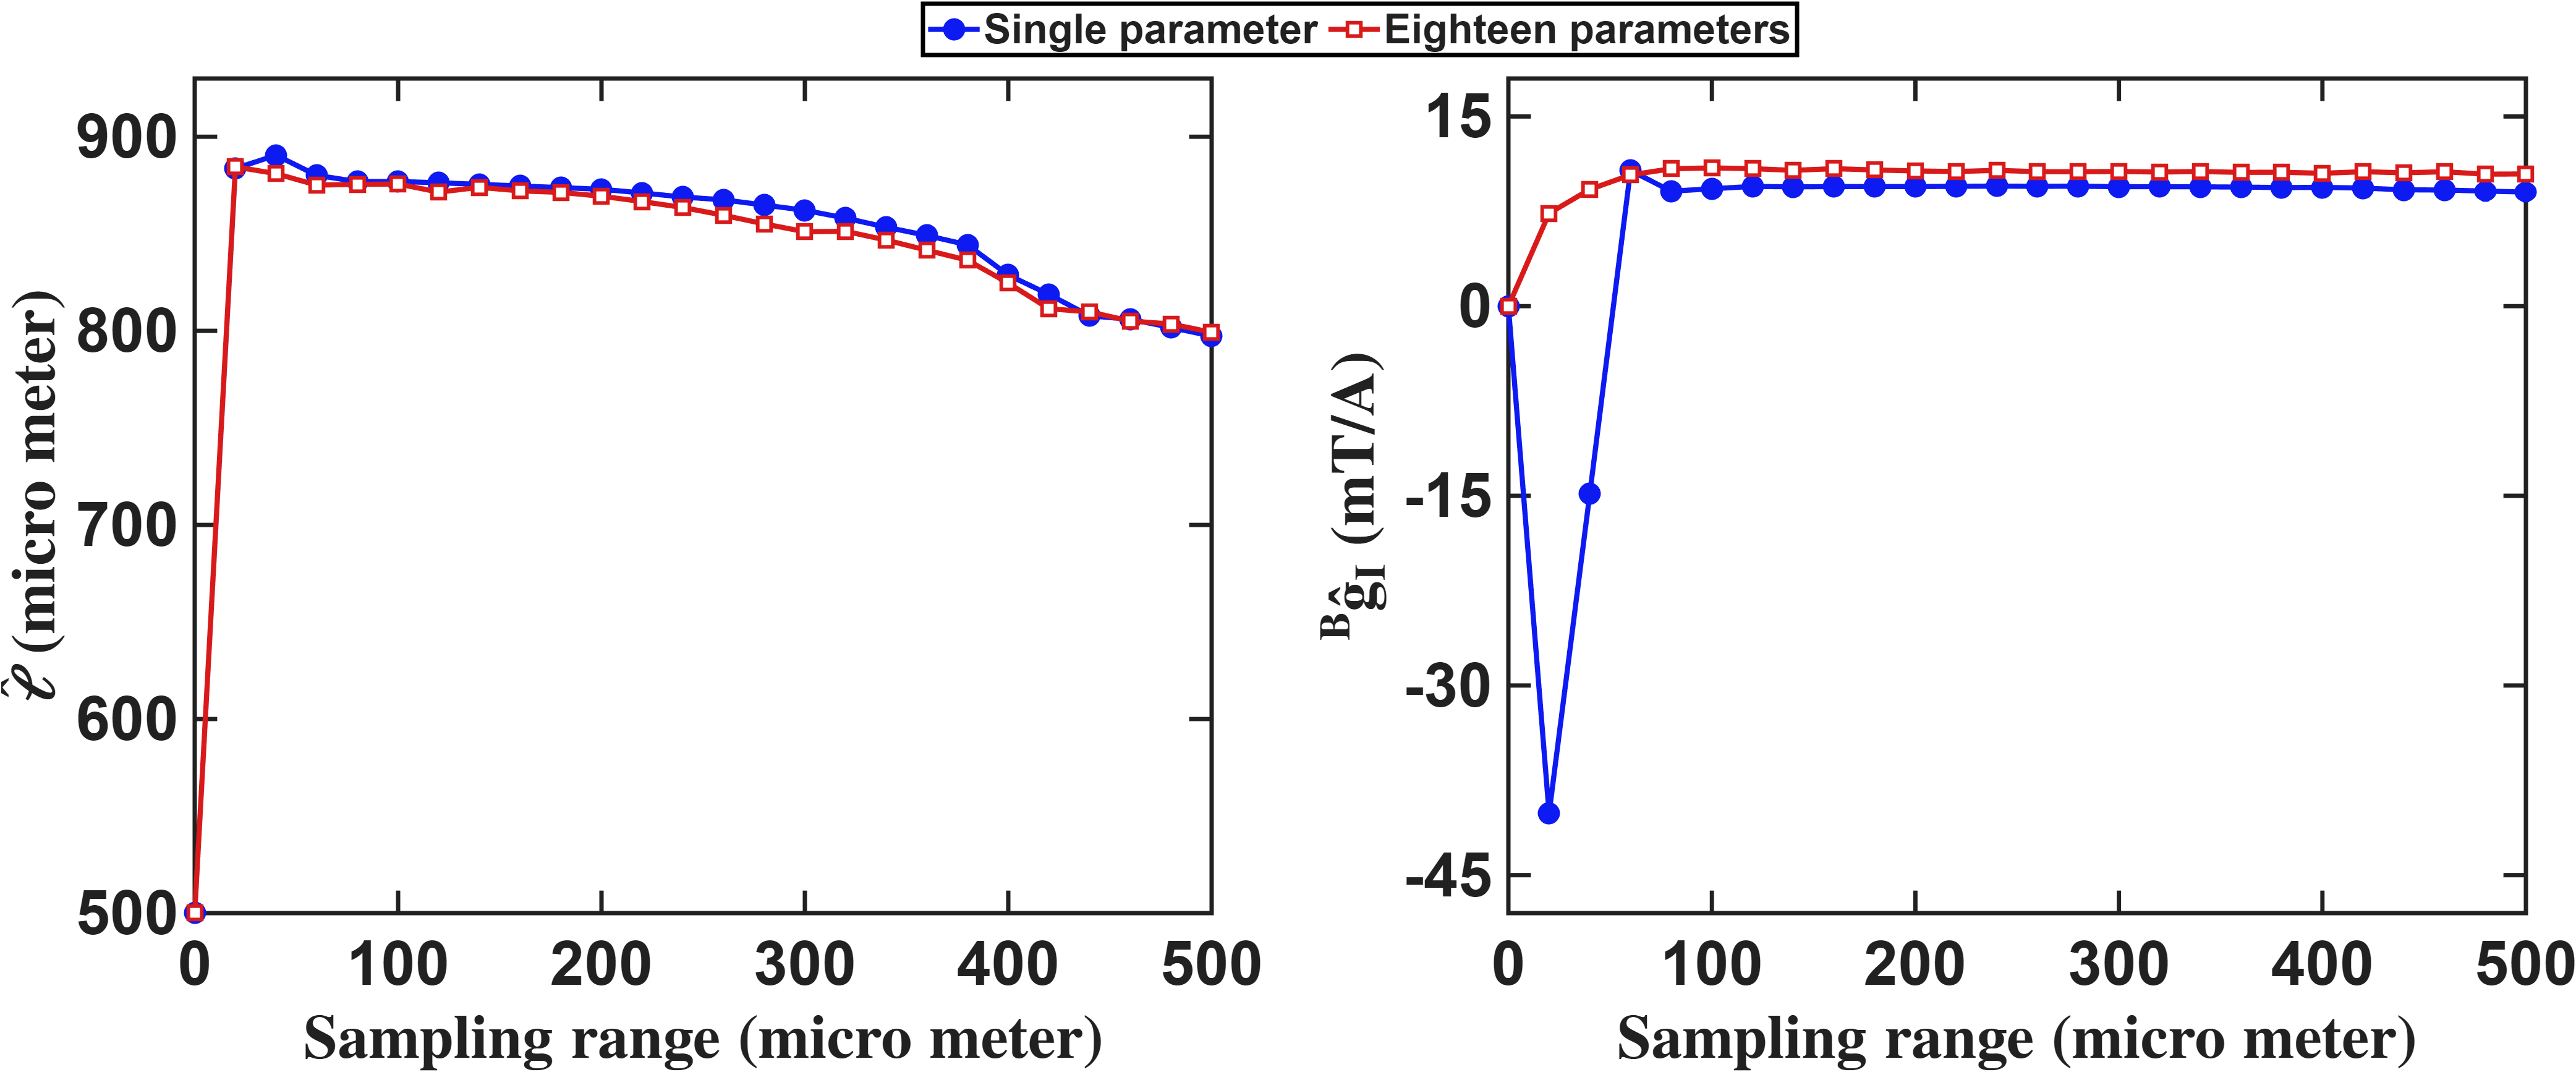 Single parameter Eighteen parameters
900
800
700
600
500
0 100 200 300 400 500
Sampling range (micro meter)
ℓ̂ (micro meter)
15
0
-15
-30
-45
0 100 200 300 400 500
Sampling range (micro meter)
ᴮĝ_I (mT/A)